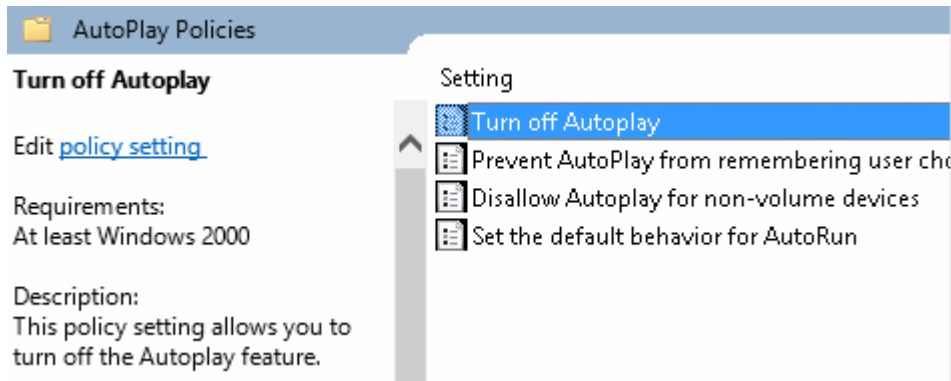 AutoPlay Policies
Turn off Autoplay
Edit policy setting
Requirements:
At least Windows 2000
Description:
This policy setting allows you to
turn off the Autoplay feature.
Setting
Turn off Autoplay
Prevent AutoPlay from remembering user
Disallow Autoplay for non-volume devices
Set the default behavior for AutoRun